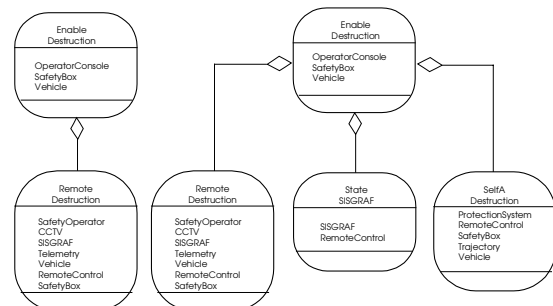 Enable
Destruction
OperatorConsole
SafetyBox
Vehicle
Remote
Destruction
SafetyOperator
CCTV
SISGRAF
Telemetry
Vehicle
RemoteControl
SafetyBox
Enable
Destruction
OperatorConsole
SafetyBox
Vehicle
Remote
Destruction
SafetyOperator
CCTV
SISGRAF
Telemetry
Vehicle
RemoteControl
SafetyBox
State
SISGRAF
SISGRAF
RemoteControl
SelfA
Destruction
ProtectionSystem
RemoteControl
SafetyBox
Trajectory
Vehicle